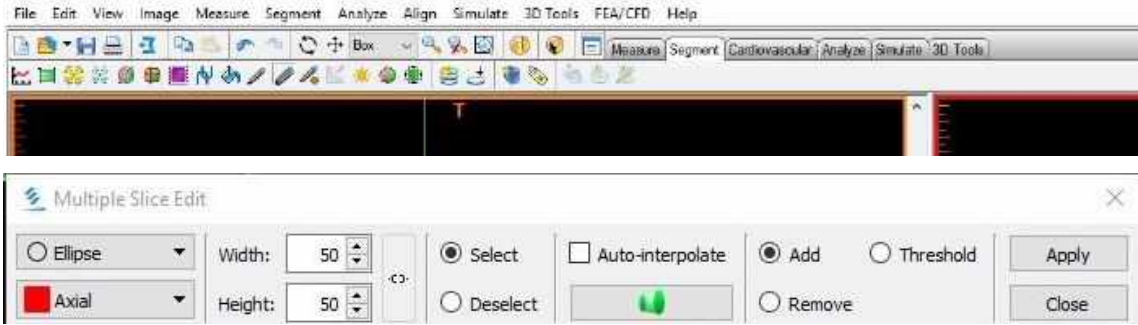 File Edit View Image Measure Segment Analyze Align Simulate 3D Tools FEA/CFD Help
Box Measure Segment Cardiovascular Analyze Simulate 3D Tools
T
Multiple Slice Edit
Ellipse Width: 50 Select Auto-interpolate Add Threshold Apply
Axial Height: 50 Deselect Remove Close